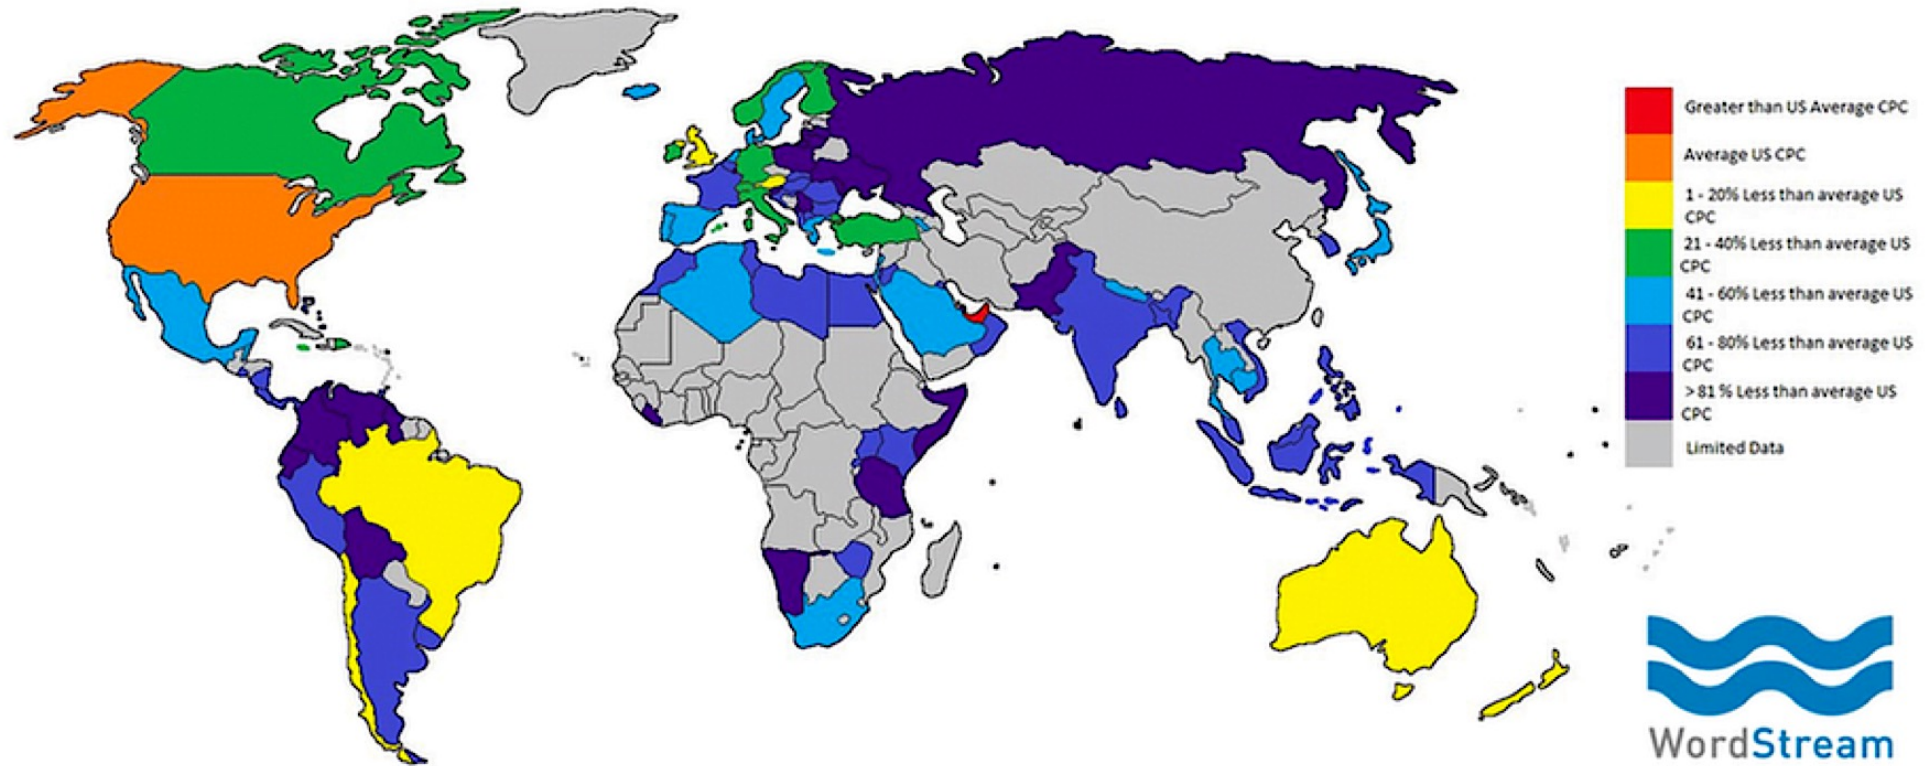 Greater than US Average CPC
Average US CPC
1 - 20% Less than average US
CPC
21 - 40% Less than average US
CPC
41 - 60% Less than average US
CPC
61 - 80% Less than average US
CPC
>81 % Less than average US
CPC
Limited Data
WordStream